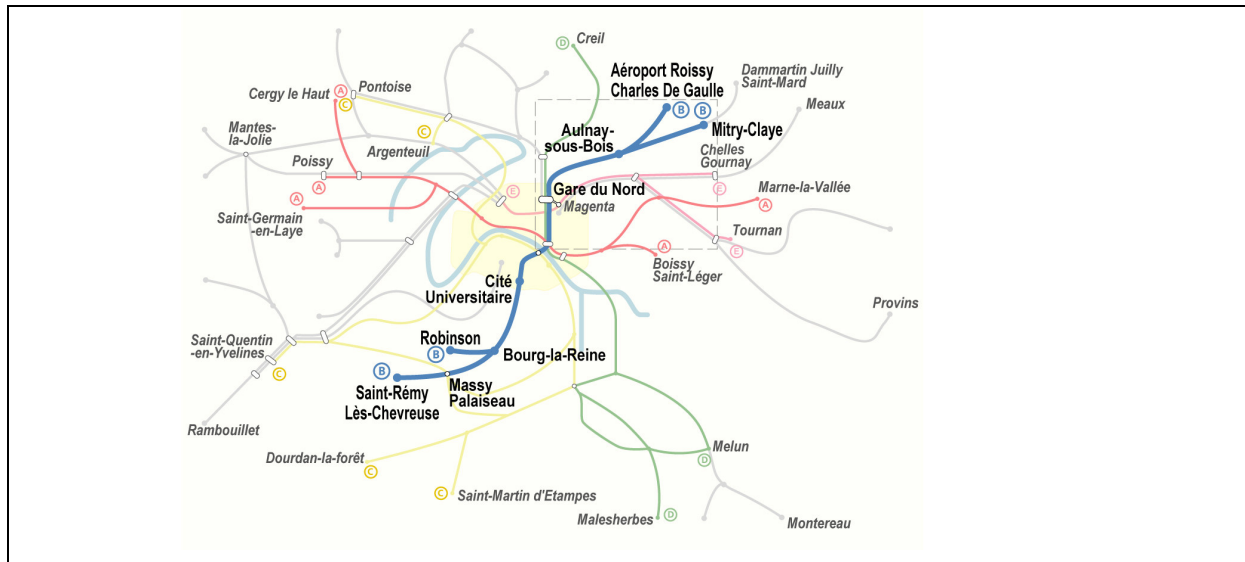 D
Creil
Aéroport Roissy
Charles De Gaulle
Dammartin Juilly
Saint-Mard
Cergy le Haut
A
C
Pontoise
B
B
Meaux
Mantes-
la-Jolie
C
Argenteuil
Aulnay-
sous-Bois
Mitry-Claye
Poissy
A
Chelles
Gournay
E
A
Saint-Germain
-en-Laye
E
Gare du Nord
Magenta
Marne-la-Vallée
A
Tournan
E
A
Boissy
Saint-Léger
Cité
Universitaire
Provins
Saint-Quentin
-en-Yvelines
C
Robinson
B
Bourg-la-Reine
B
Saint-Rémy
Lès-Chevreuse
Massy
Palaiseau
Rambouillet
Dourdan-la-forêt
C
C
Saint-Martin d'Etampes
Melun
D
Malesherbes
D
Montereau